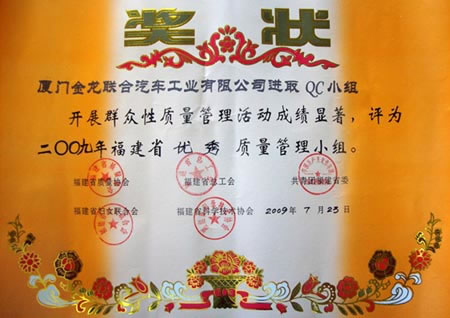 奖状
厦门金龙联合汽车工业有限公司进取QC小组
开展群众性质量管理活动成绩显著，评为
二〇〇九年福建省优秀质量管理小组。
福建省质量协会 福建省总工会 共青团福建省委
福建省妇女联合会 福建省科学技术协会 2009年7月23日